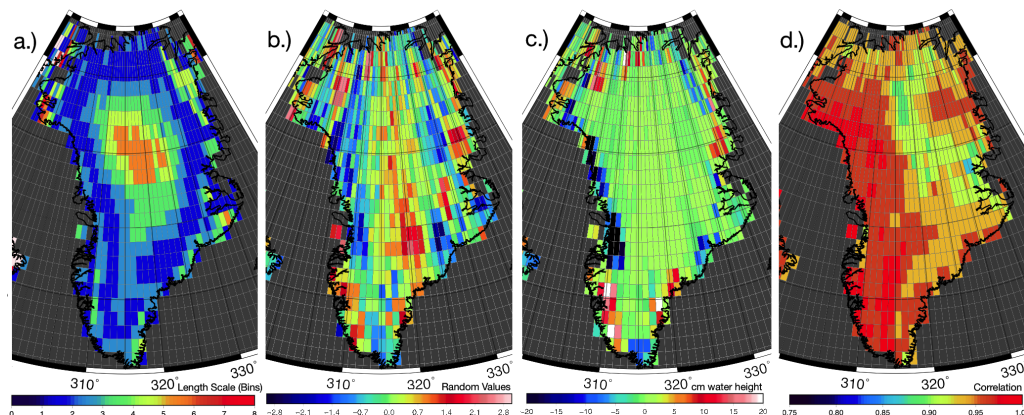 a.)
b.)
c.)
d.)
310° 320° 330°
310° 320° 330°
310° 320° 330°
310° 320° 330°
Length Scale (Bins)
0 1 2 3 4 5 6 7 8
Random Values
−2.8 −2.1 −1.4 −0.7 0.0 0.7 1.4 2.1 2.8
cm water height
−20 −15 −10 −5 0 5 10 15 20
Correlation
0.75 0.80 0.85 0.90 0.95 1.0